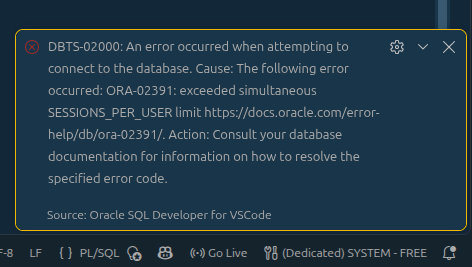 DBTS-02000: An error occurred when attempting to
connect to the database. Cause: The following error
occurred: ORA-02391: exceeded simultaneous
SESSIONS_PER_USER limit https://docs.oracle.com/error-
help/db/ora-02391/. Action: Consult your database
documentation for information on how to resolve the
specified error code.
Source: Oracle SQL Developer for VSCode
F-8 LF { } PL/SQL Go Live (Dedicated) SYSTEM - FREE